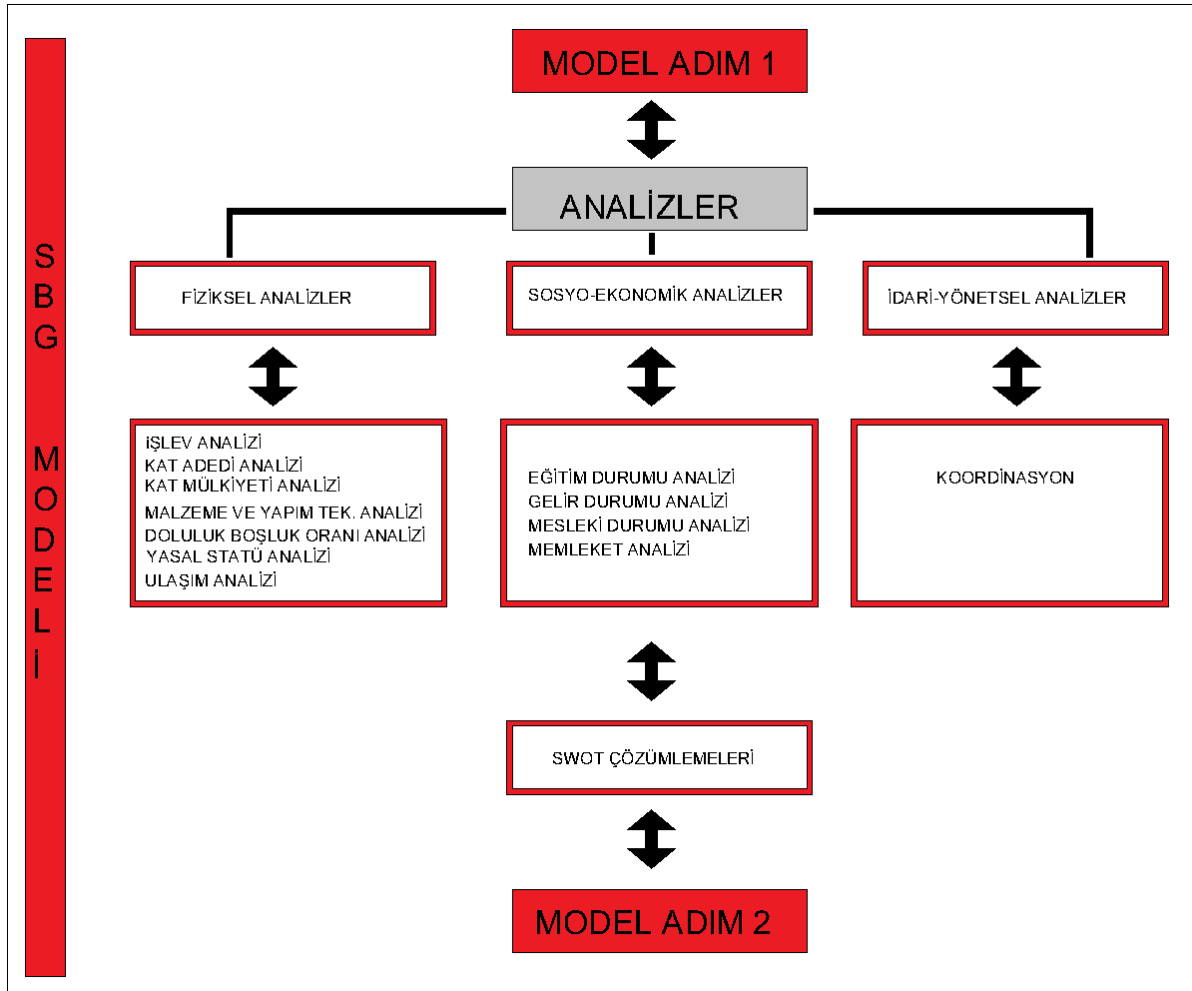 SBG MODELİ
MODEL ADIM 1
ANALİZLER
FİZİKSEL ANALİZLER
SOSYO-EKONOMİK ANALİZLER
İDARİ-YÖNETSEL ANALİZLER
İŞLEV ANALİZİ
KAT ADEDİ ANALİZİ
KAT MÜLKİYETİ ANALİZİ
MALZEME VE YAPIM TEK. ANALİZİ
DOLULUK BOŞLUK ORANI ANALİZİ
YASAL STATÜ ANALİZİ
ULAŞIM ANALİZİ
EĞİTİM DURUMU ANALİZİ
GELİR DURUMU ANALİZİ
MESLEKİ DURUMU ANALİZİ
MEMLEKET ANALİZİ
KOORDİNASYON
SWOT ÇÖZÜMLEMELERİ
MODEL ADIM 2